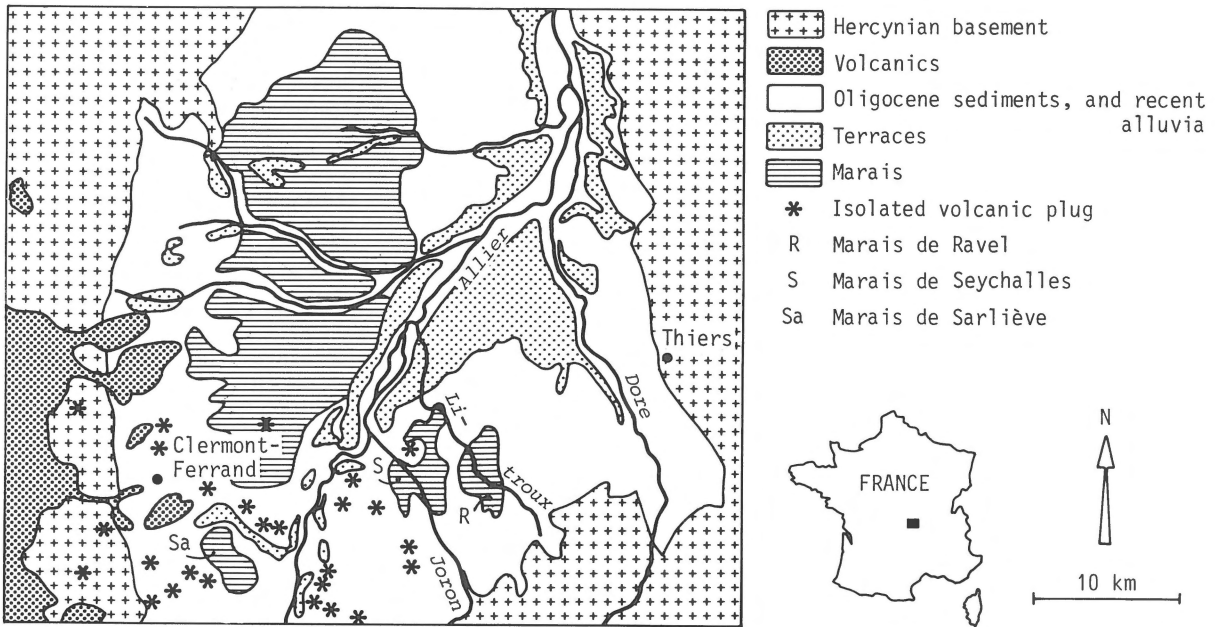 Hercynian basement
Volcanics
Oligocene sediments, and recent
alluvia
Terraces
Marais
* Isolated volcanic plug
R Marais de Ravel
S Marais de Seychalles
Sa Marais de Sarliève
Allier
Thiers
Dore
Li-
troux
Clermont-
Ferrand
S
R
Sa
Joron
FRANCE
N
10 km